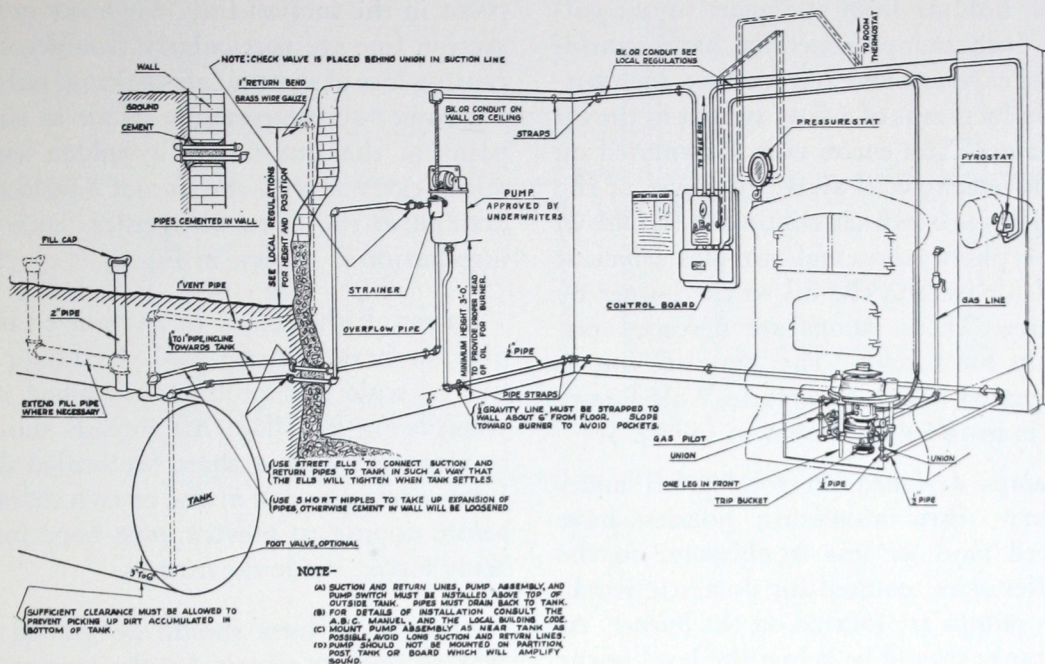 NOTE: CHECK VALVE IS PLACED BEHIND UNION IN SUCTION LINE
WALL
1" RETURN BEND
BRASS WIRE GAUZE
GROUND
CEMENT
PIPES CEMENTED IN WALL
SEE LOCAL REGULATIONS
FOR HEIGHT AND POSITION
BX. OR CONDUIT ON
WALL OR CEILING
STRAPS
BX. OR CONDUIT SEE
LOCAL REGULATIONS
TO ROOM
THERMOSTAT
PRESSURESTAT
PYROSTAT
TO FUSE BOX
INSTRUCTION CARD
PUMP
APPROVED BY
UNDERWRITERS
STRAINER
CONTROL BOARD
GAS LINE
FILL CAP
2" PIPE
1" VENT PIPE
TO 1" PIPE, INCLINE
TOWARDS TANK
OVERFLOW PIPE
MINIMUM HEIGHT 3'-0"
TO PROVIDE PROPER HEAD
OF OIL FOR BURNER.
PIPE
EXTEND FILL PIPE
WHERE NECESSARY
PIPE STRAPS
6"
GRAVITY LINE MUST BE STRAPPED TO
WALL ABOUT 6" FROM FLOOR. SLOPE
TOWARD BURNER TO AVOID POCKETS.
GAS PILOT
UNION
ONE LEG IN FRONT
TRIP BUCKET
PIPE
UNION
PIPE
USE STREET ELLS TO CONNECT SUCTION AND
RETURN PIPES TO TANK IN SUCH A WAY THAT
THE ELLS WILL TIGHTEN WHEN TANK SETTLES.
TANK
USE SHORT NIPPLES TO TAKE UP EXPANSION OF
PIPES, OTHERWISE CEMENT IN WALL WILL BE LOOSENED
FOOT VALVE, OPTIONAL
3" TO 6"
SUFFICIENT CLEARANCE MUST BE ALLOWED TO
PREVENT PICKING UP DIRT ACCUMULATED IN
BOTTOM OF TANK.
NOTE-
(A) SUCTION AND RETURN LINES, PUMP ASSEMBLY, AND
PUMP SWITCH MUST BE INSTALLED ABOVE TOP OF
OUTSIDE TANK. PIPES MUST DRAIN BACK TO TANK.
(B) FOR DETAILS OF INSTALLATION CONSULT THE
A.B.C. MANUEL, AND THE LOCAL BUILDING CODE.
(C) MOUNT PUMP ASSEMBLY AS NEAR TANK AS
POSSIBLE, AVOID LONG SUCTION AND RETURN LINES.
(D) PUMP SHOULD NOT BE MOUNTED ON PARTITION,
POST, TANK OR BOARD WHICH WILL AMPLIFY
SOUND.